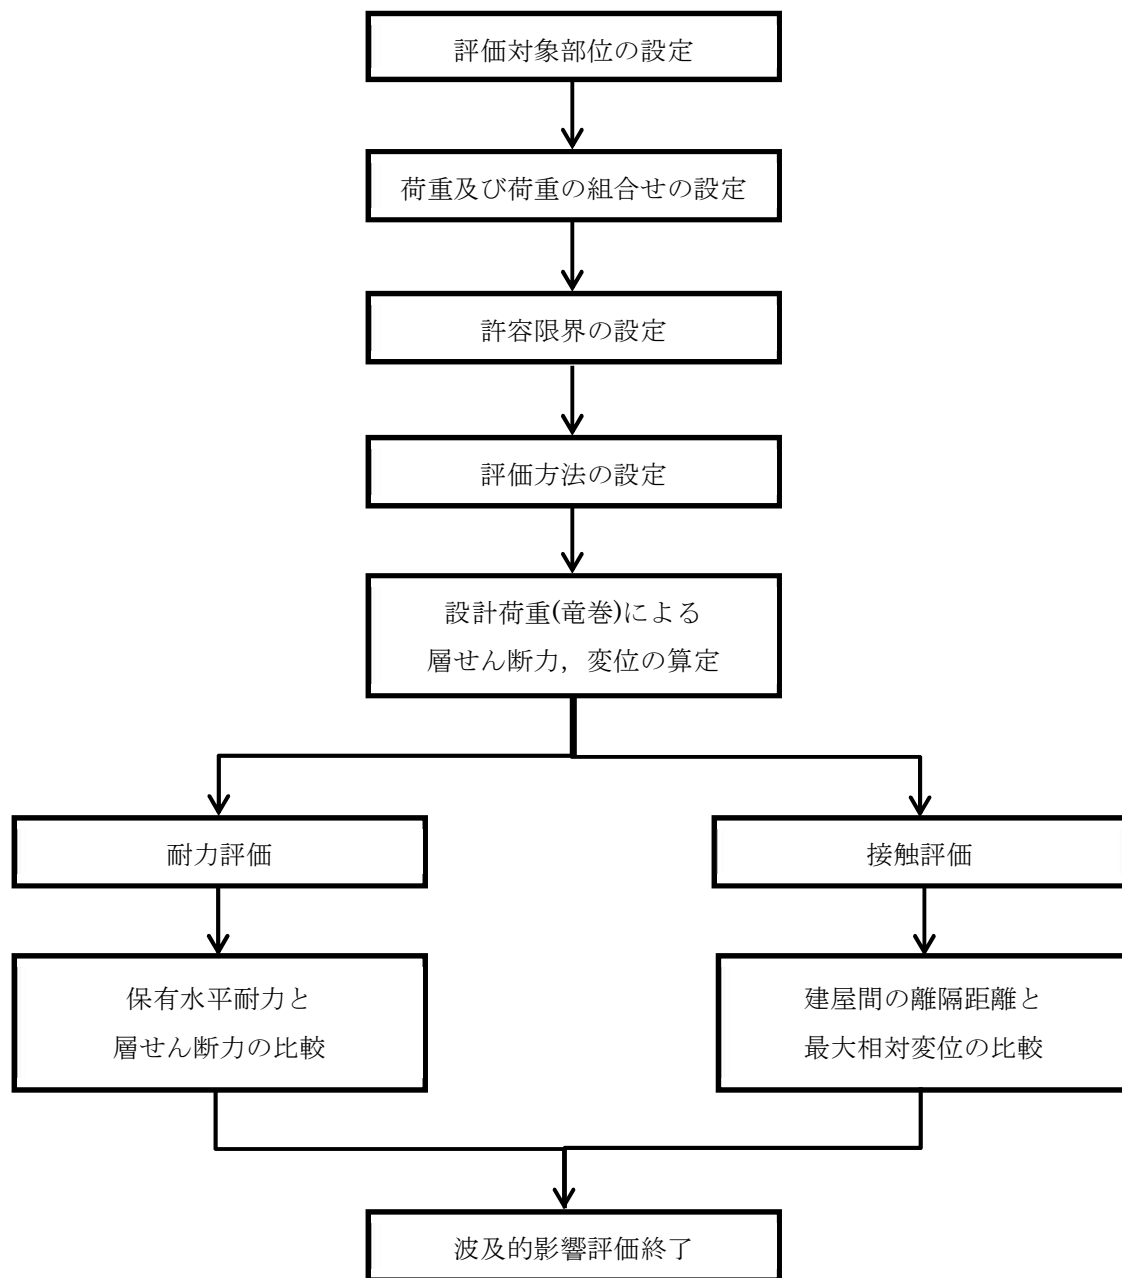 評価対象部位の設定
荷重及び荷重の組合せの設定
許容限界の設定
評価方法の設定
設計荷重(竜巻)による
層せん断力，変位の算定
耐力評価
接触評価
保有水平耐力と
層せん断力の比較
建屋間の離隔距離と
最大相対変位の比較
波及的影響評価終了